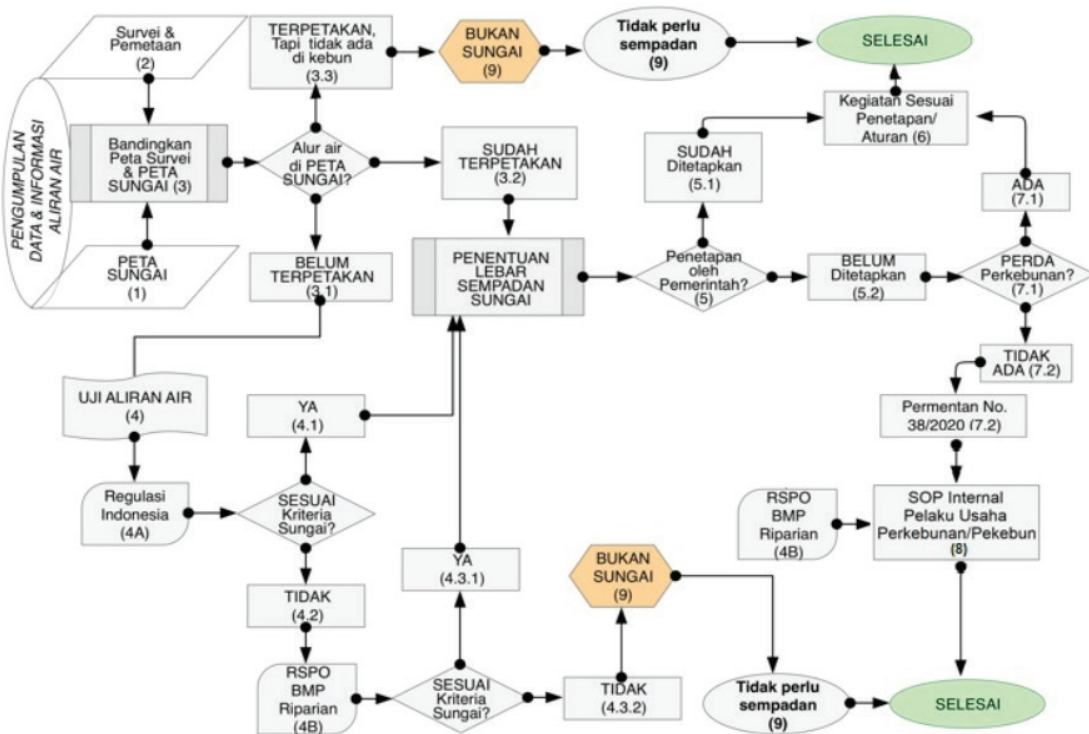 PENGUMPULAN
DATA & INFORMASI
ALIRAN AIR
Survei &
Pemetaan
(2)
Bandingkan
Peta Survei
& PETA
SUNGAI (3)
PETA
SUNGAI
(1)
TERPETAKAN,
Tapi tidak ada
di kebun
(3.3)
BUKAN
SUNGAI
(9)
Tidak perlu
sempadan
(9)
SELESAI
Alur air
di PETA
SUNGAI?
SUDAH
TERPETAKAN
(3.2)
BELUM
TERPETAKAN
(3.1)
PENENTUAN
LEBAR
SEMPADAN
SUNGAI
Kegiatan Sesuai
Penetapan/
Aturan (6)
SUDAH
Ditetapkan
(5.1)
ADA
(7.1)
Penetapan
oleh
Pemerintah?
(5)
BELUM
Ditetapkan
(5.2)
PERDA
Perkebunan?
(7.1)
TIDAK
ADA (7.2)
Permentan No.
38/2020 (7.2)
UJI ALIRAN AIR
(4)
YA
(4.1)
Regulasi
Indonesia
(4A)
SESUAI
Kriteria
Sungai?
RSPO
BMP
Riparian
(4B)
SOP Internal
Pelaku Usaha
Perkebunan/Pekebun
(8)
YA
(4.3.1)
BUKAN
SUNGAI
(9)
TIDAK
(4.2)
RSPO
BMP
Riparian
(4B)
SESUAI
Kriteria
Sungai?
TIDAK
(4.3.2)
Tidak perlu
sempadan
(9)
SELESAI